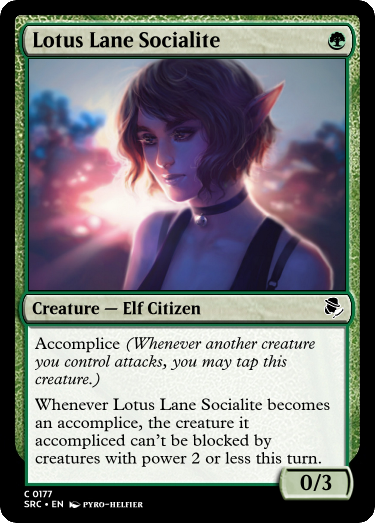 Lotus Lane Socialite
Creature — Elf Citizen
Accomplice (Whenever another creature
you control attacks, you may tap this
creature.)
Whenever Lotus Lane Socialite becomes
an accomplice, the creature it
accompliced can't be blocked by
creatures with power 2 or less this turn.
0/3
C 0177
SRC • EN PYRO-HELFIER